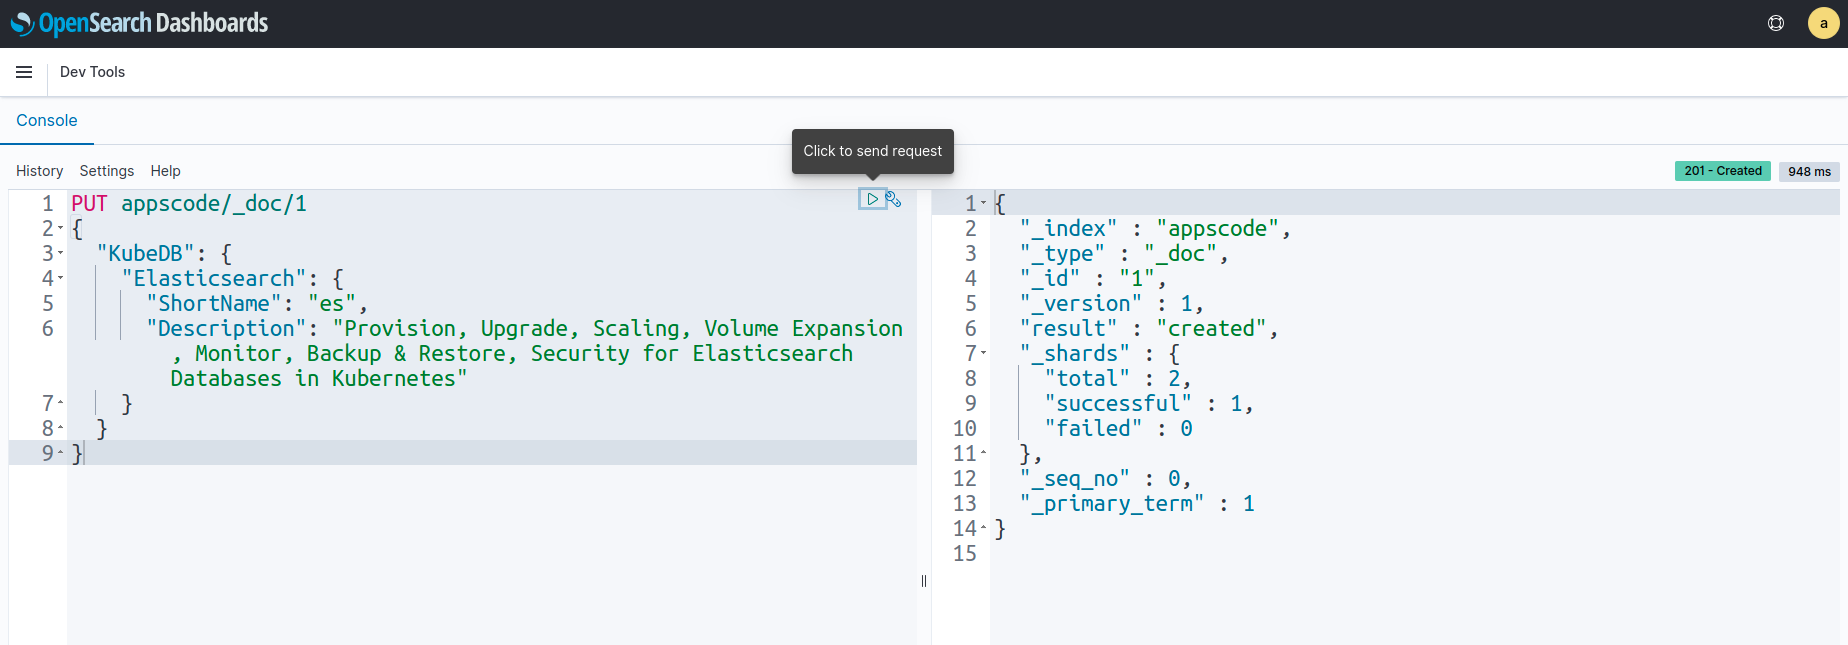 OpenSearch Dashboards
a
Dev Tools
Console
Click to send request
History Settings Help
201 - Created 948 ms
1 PUT appscode/_doc/1
2 {
3 "KubeDB": {
4 "Elasticsearch": {
5 "ShortName": "es",
6 "Description": "Provision, Upgrade, Scaling, Volume Expansion
, Monitor, Backup & Restore, Security for Elasticsearch
Databases in Kubernetes"
7 }
8 }
9 }
1 {
2 "_index" : "appscode",
3 "_type" : "_doc",
4 "_id" : "1",
5 "_version" : 1,
6 "result" : "created",
7 "_shards" : {
8 "total" : 2,
9 "successful" : 1,
10 "failed" : 0
11 },
12 "_seq_no" : 0,
13 "_primary_term" : 1
14 }
15